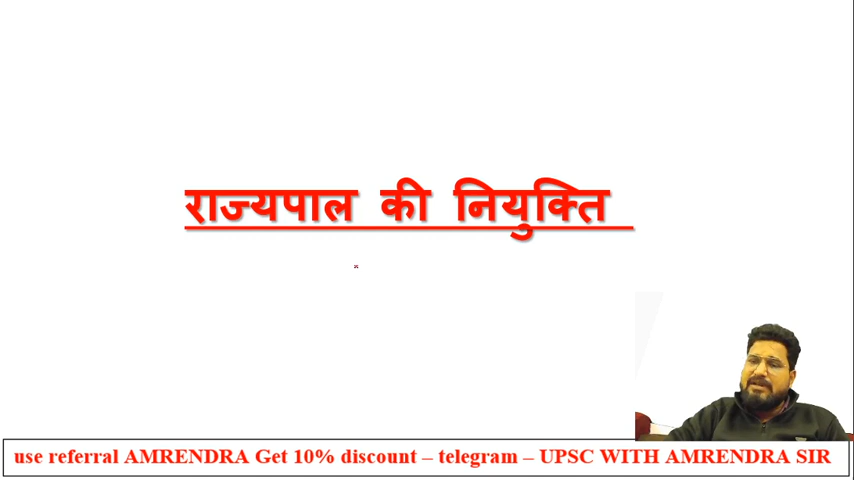 राज्यपाल की नियुक्ति
use referral AMRENDRA Get 10% discount – telegram – UPSC WITH AMRENDRA SIR